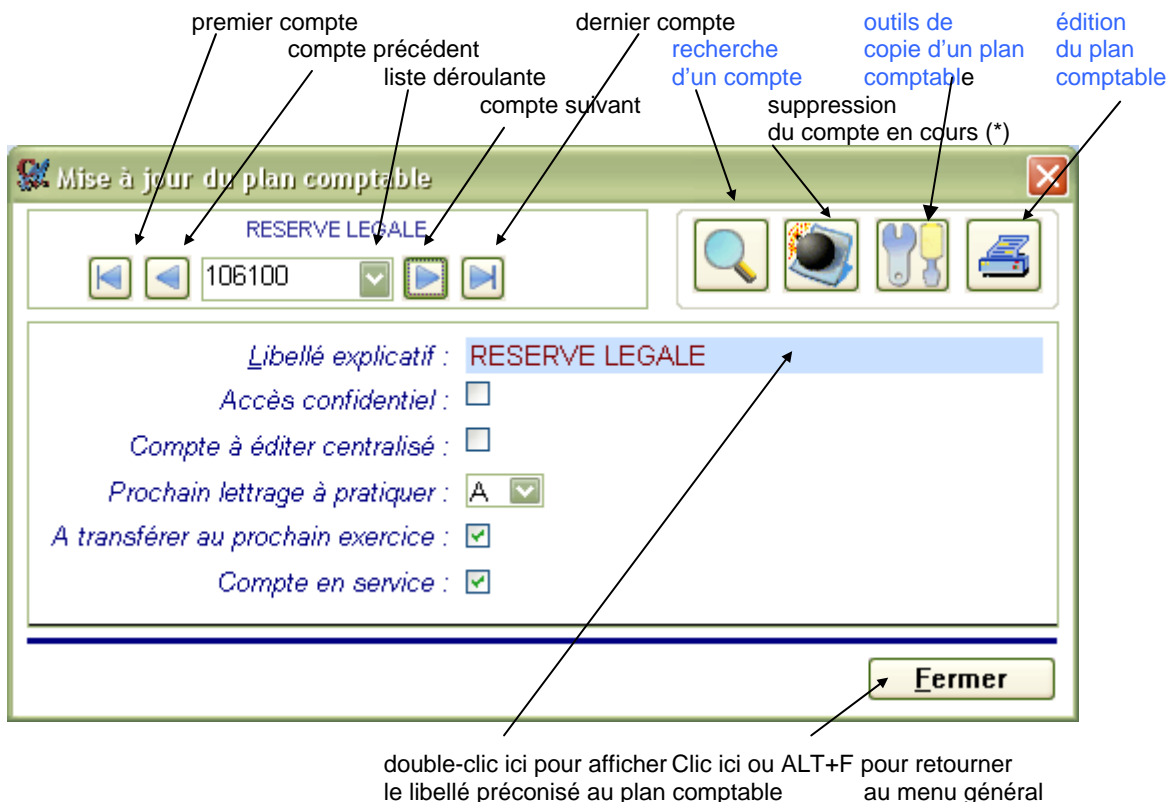 premier compte
dernier compte
outils de
copie d'un plan
comptable
édition
du plan
comptable
compte précédent
recherche
d'un compte
liste déroulante
compte suivant
suppression
du compte en cours (*)
Mise à jour du plan comptable
RESERVE LEGALE
106100
Libellé explicatif : RESERVE LEGALE
Accès confidentiel :
Compte à éditer centralisé :
Prochain lettrage à pratiquer : A
A transférer au prochain exercice :
Compte en service :
Fermer
double-clic ici pour afficher
le libellé préconisé au plan comptable
Clic ici ou ALT+F pour retourner
au menu général